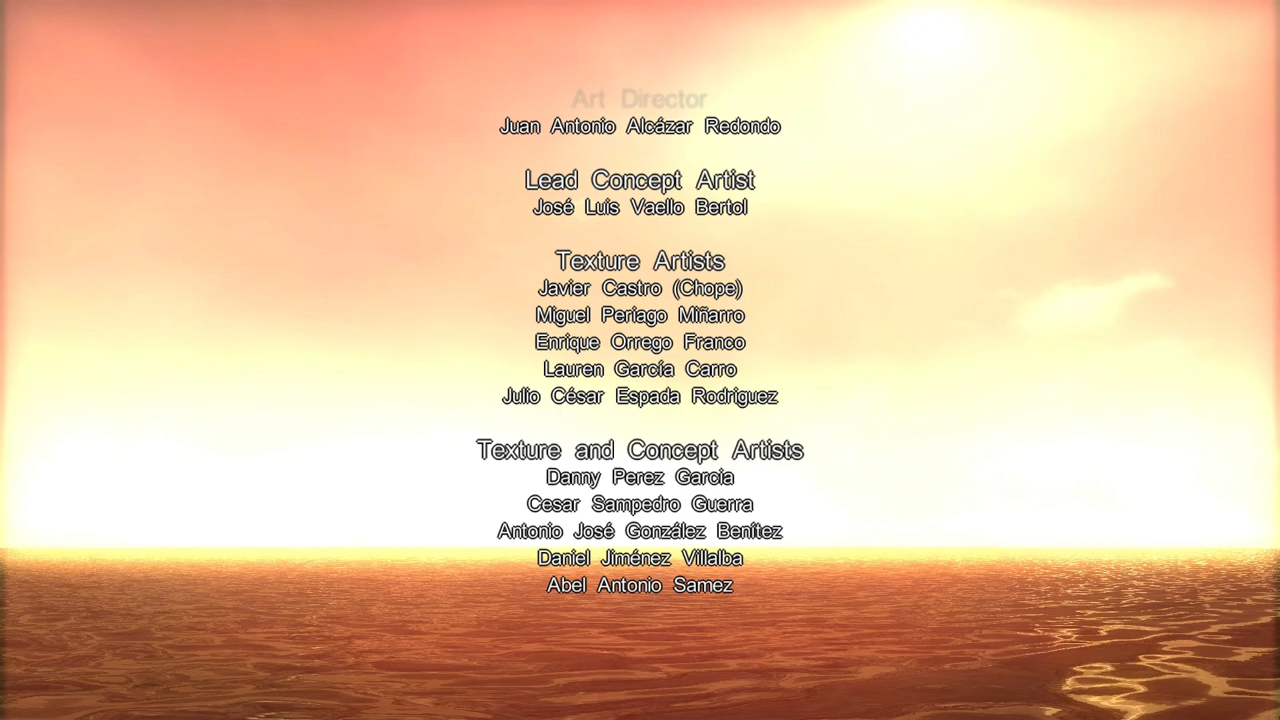 Art Director
Juan Antonio Alcázar Redondo
Lead Concept Artist
José Luis Vaello Bertol
Texture Artists
Javier Castro (Chope)
Miguel Periago Miñarro
Enrique Orrego Franco
Lauren García Carro
Julio César Espada Rodriguez
Texture and Concept Artists
Danny Perez Garcia
Cesar Sampedro Guerra
Antonio José González Benítez
Daniel Jiménez Villalba
Abel Antonio Samez